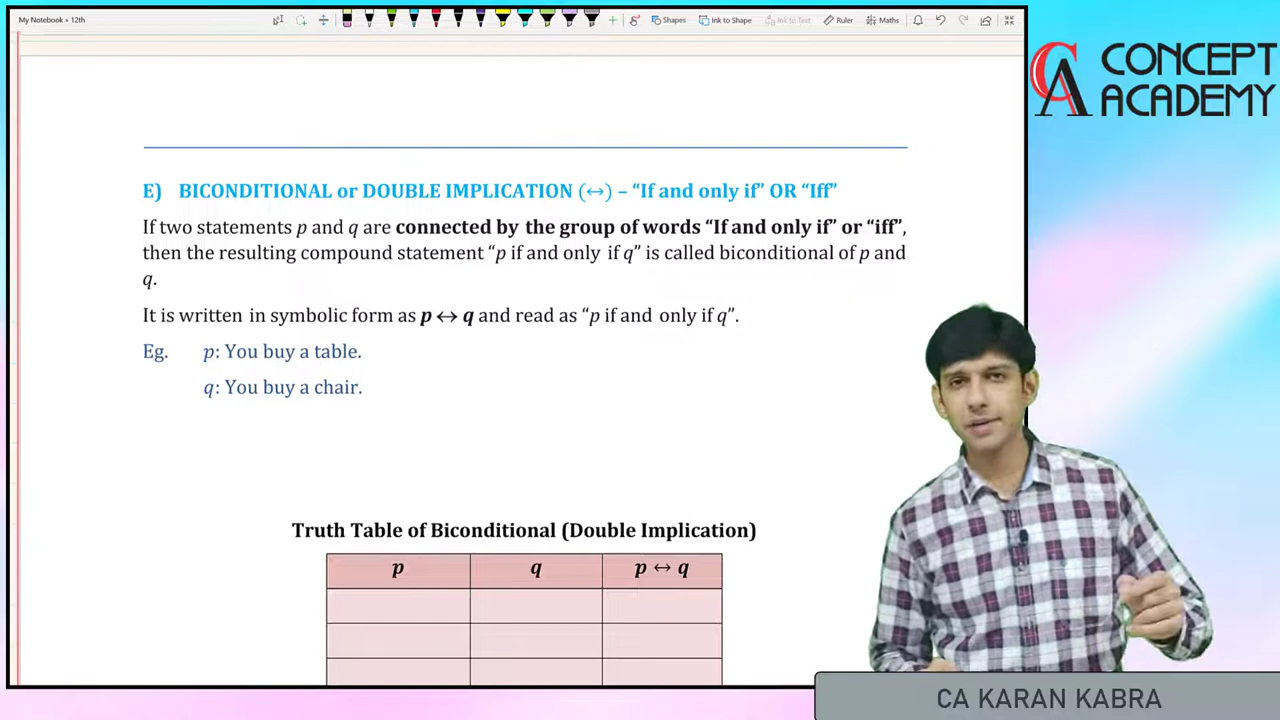 My Notebook » 12th
Shapes
Ink to Shape
Ink to Text
Ruler
Maths
CONCEPT
ACADEMY
E) BICONDITIONAL or DOUBLE IMPLICATION (↔) – “If and only if” OR “Iff”
If two statements p and q are connected by the group of words “If and only if” or “iff”,
then the resulting compound statement “p if and only if q” is called biconditional of p and
q.
It is written in symbolic form as p ↔ q and read as “p if and only if q”.
Eg. p: You buy a table.
q: You buy a chair.
Truth Table of Biconditional (Double Implication)
p q p ↔ q
CA KARAN KABRA